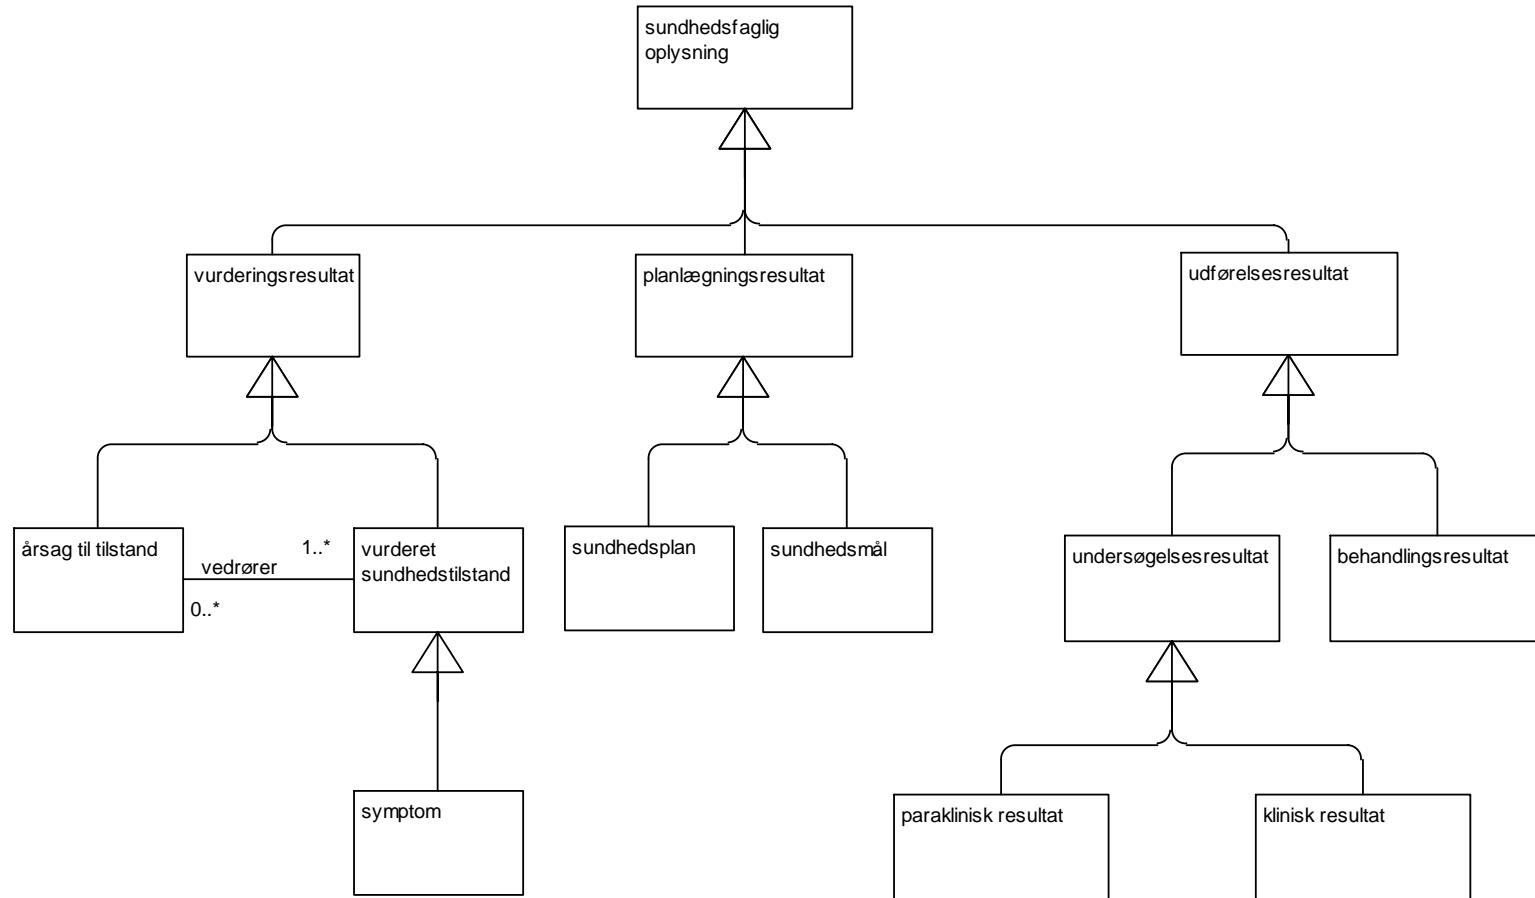 sundhedsfaglig
oplysning
vurderingsresultat
planlægningsresultat
udførelsesresultat
årsag til tilstand
vedrører
1..*
0..*
vurderet
sundhedstilstand
sundhedsplan
sundhedsmål
undersøgelsesresultat
behandlingsresultat
symptom
paraklinisk resultat
klinisk resultat